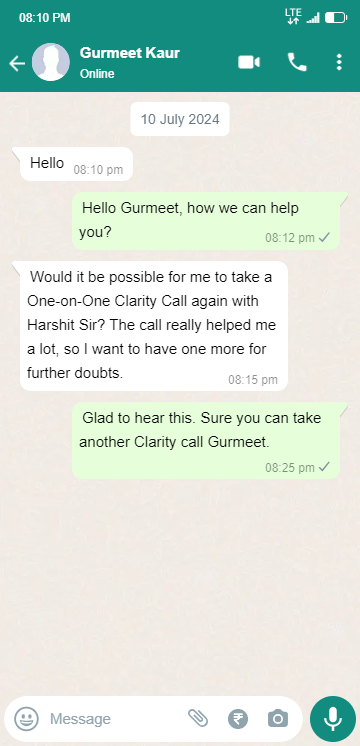 08:10 PM
LTE
Gurmeet Kaur
Online
10 July 2024
Hello
08:10 pm
Hello Gurmeet, how we can help
you?
08:12 pm
Would it be possible for me to take a
One-on-One Clarity Call again with
Harshit Sir? The call really helped me
a lot, so I want to have one more for
further doubts.
08:15 pm
Glad to hear this. Sure you can take
another Clarity call Gurmeet.
08:25 pm
Message
₹